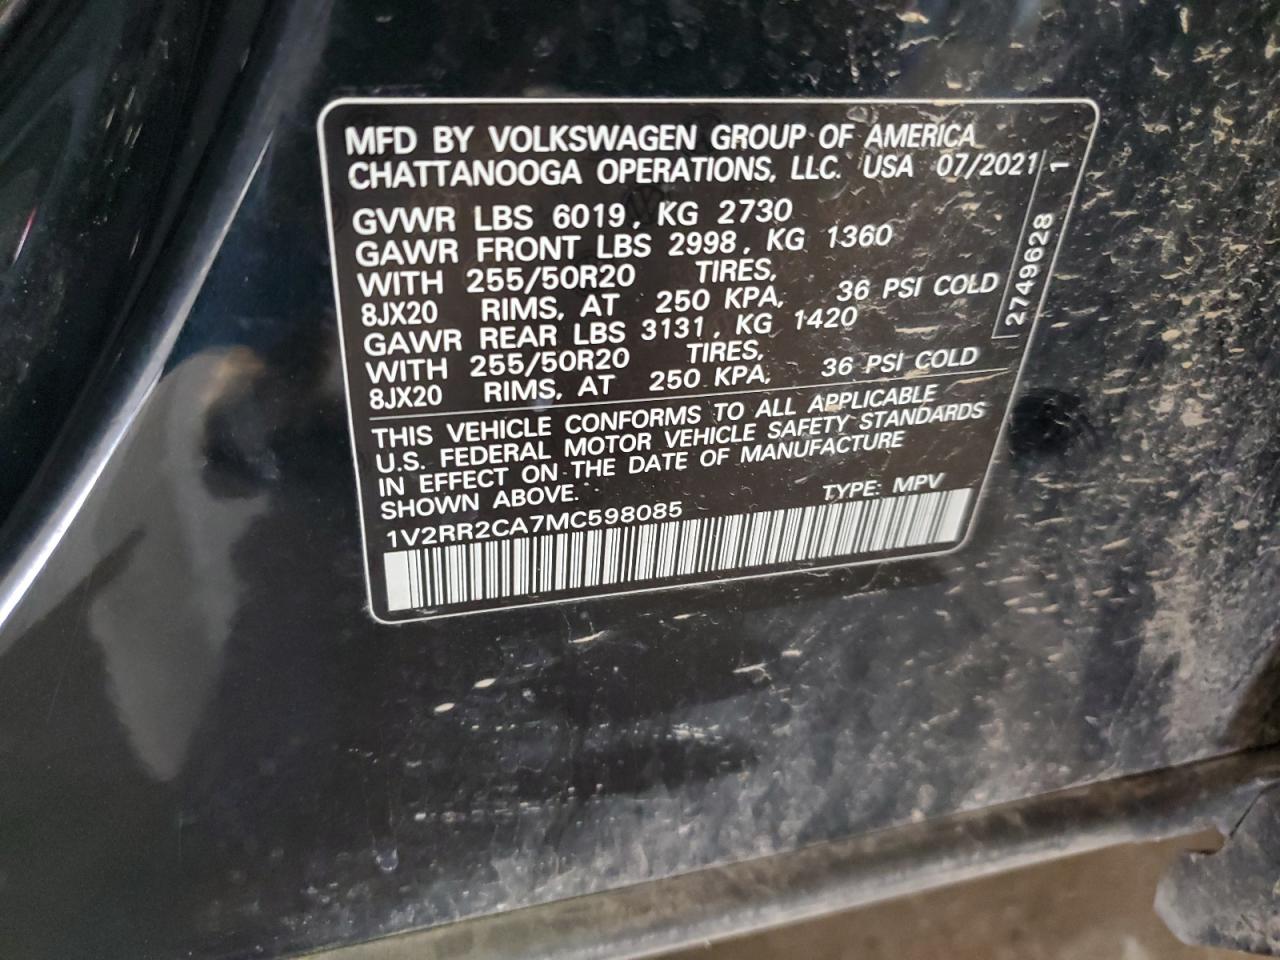 MFD BY VOLKSWAGEN GROUP OF AMERICA
CHATTANOOGA OPERATIONS, LLC. USA 07/2021
GVWR LBS 6019, KG 2730
GAWR FRONT LBS 2998, KG 1360
WITH 255/50R20 TIRES,
8JX20 RIMS, AT 250 KPA, 36 PSI COLD
GAWR REAR LBS 3131, KG 1420
WITH 255/50R20 TIRES,
8JX20 RIMS, AT 250 KPA, 36 PSI COLD
THIS VEHICLE CONFORMS TO ALL APPLICABLE
U.S. FEDERAL MOTOR VEHICLE SAFETY STANDARDS
IN EFFECT ON THE DATE OF MANUFACTURE
SHOWN ABOVE.
TYPE: MPV
1V2RR2CA7MC598085
2749628 1